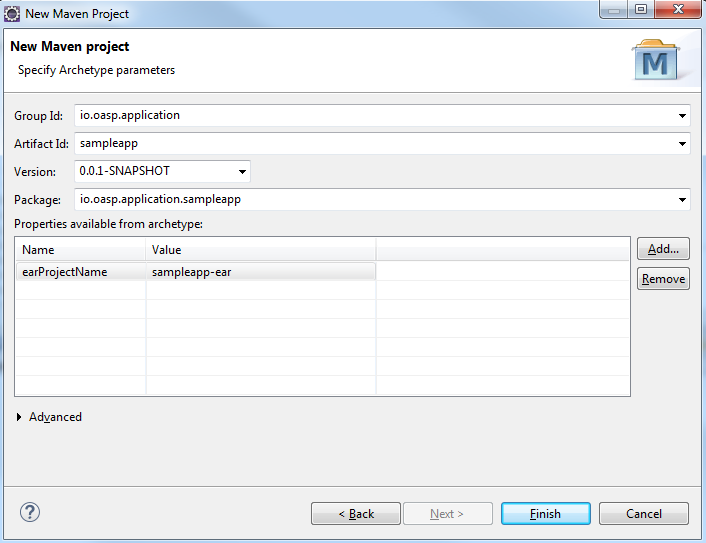 New Maven Project
New Maven project
Specify Archetype parameters
M
Group Id: io.oasp.application
Artifact Id: sampleapp
Version: 0.0.1-SNAPSHOT
Package: io.oasp.application.sampleapp
Properties available from archetype:
Name Value Add...
earProjectName sampleapp-ear Remove
Advanced
? < Back Next > Finish Cancel